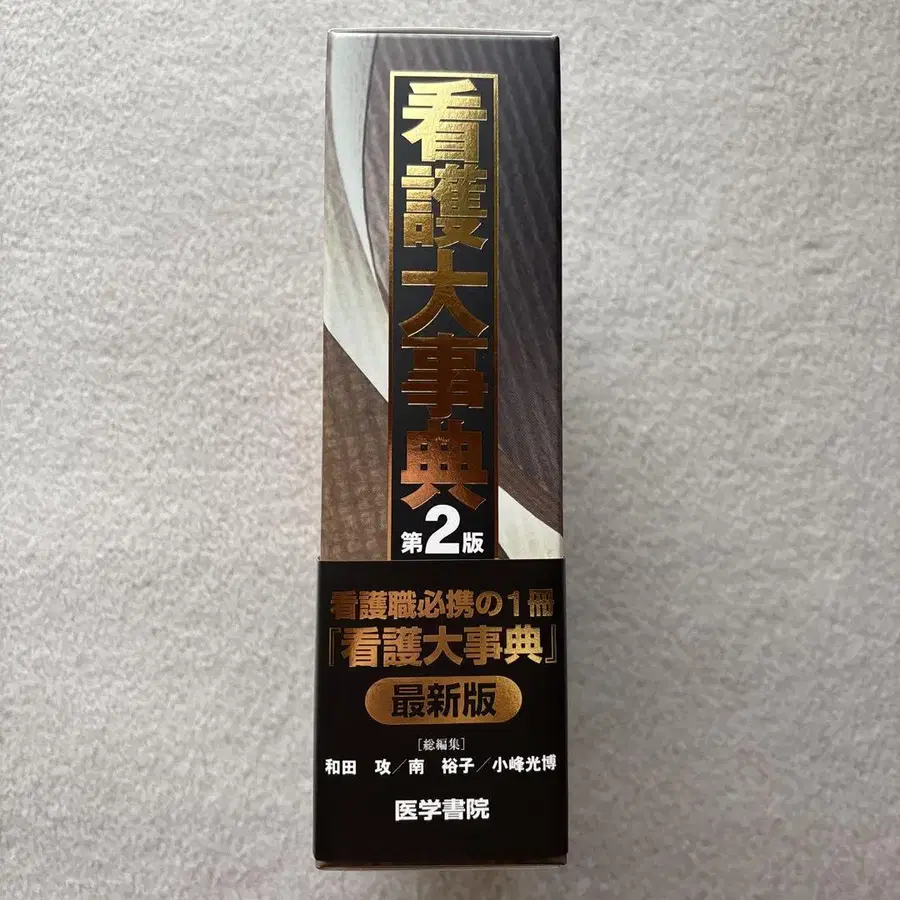 看護大事典
第2版
看護職必携の1冊
『看護大事典』
最新版
［総編集］
和田 攻／南 裕子／小峰光博
医学書院